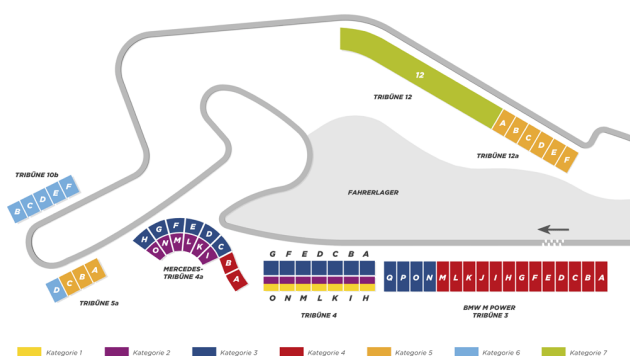 12
TRIBÜNE 12
A B C D E F
TRIBÜNE 12a
TRIBÜNE 10b
B C D E F
FAHRERLAGER
H G F E D C B A
O N M L K I
MERCEDES-
TRIBÜNE 4a
D C B A
TRIBÜNE 5a
G F E D C B A
O N M L K I H
TRIBÜNE 4
Q P O N M L K J I H G F E D C B A
BMW M POWER
TRIBÜNE 3
Kategorie 1 Kategorie 2 Kategorie 3 Kategorie 4 Kategorie 5 Kategorie 6 Kategorie 7